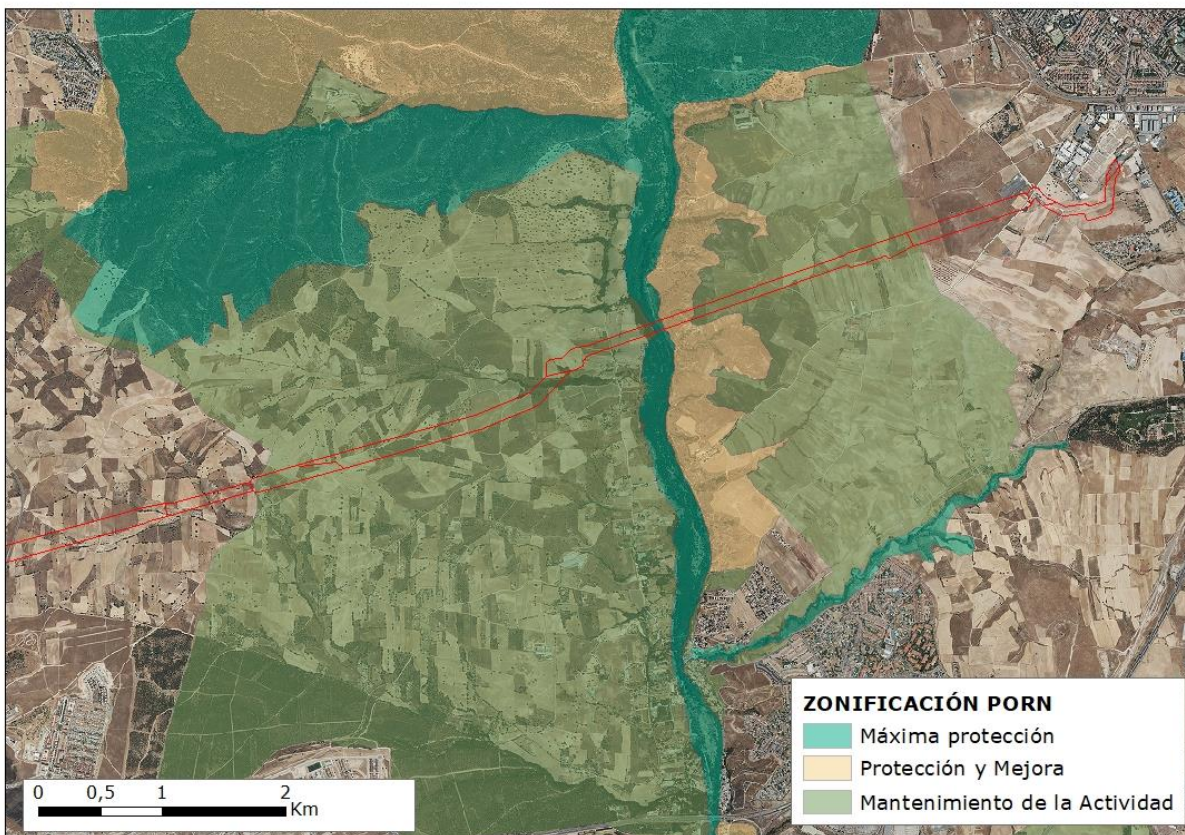 ZONIFICACIÓN PORN
Máxima protección
Protección y Mejora
Mantenimiento de la Actividad
0 0,5 1 2
Km